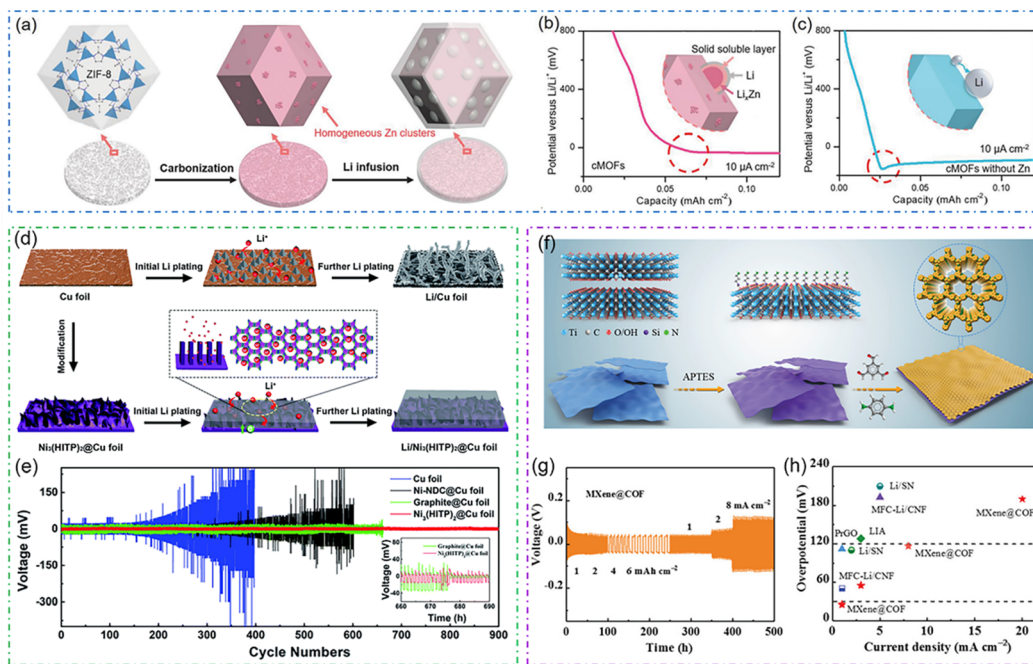 (a)
ZIF-8
Homogeneous Zn clusters
Carbonization
Li infusion
(b)
Potential versus Li/Li⁺ (mV)
800
400
0
Solid soluble layer
Li
LiₓZn
cMOFs
10 µA cm⁻²
0.00
0.05
0.10
Capacity (mAh cm⁻²)
(c)
Potential versus Li/Li⁺ (mV)
800
400
0
Li
10 µA cm⁻²
cMOFs without Zn
0.00
0.05
0.10
Capacity (mAh cm⁻²)
(d)
Li⁺
Initial Li plating
Further Li plating
Cu foil
Li/Cu foil
Modification
Li⁺
Initial Li plating
Further Li plating
Ni₃(HITP)₂@Cu foil
Li/Ni₃(HITP)₂@Cu foil
(e)
Voltage (mV)
150
0
-150
-300
Cu foil
Ni-NDC@Cu foil
Graphite@Cu foil
Ni₃(HITP)₂@Cu foil
Voltage (mV)
80
40
0
-40
Graphite@Cu foil
Ni₃(HITP)₂@Cu foil
660 670 680 690
Time (h)
0 100 200 300 400 500 600 700 800 900
Cycle Numbers
(f)
Ti C O/OH Si N
APTES
(g)
Voltage (V)
0.4
0.2
0.0
-0.2
MXene@COF
1
2
8 mA cm⁻²
1 2 4 6 mAh cm⁻²
0 100 200 300 400 500
Time (h)
(h)
Overpotential (mV)
240
180
120
60
0
Li/SN
MFC-Li/CNF
MXene@COF
PrGO
LIA
Li/SN
MXene@COF
MFC-Li/CNF
MXene@COF
0 5 10 15 20
Current density (mA cm⁻²)